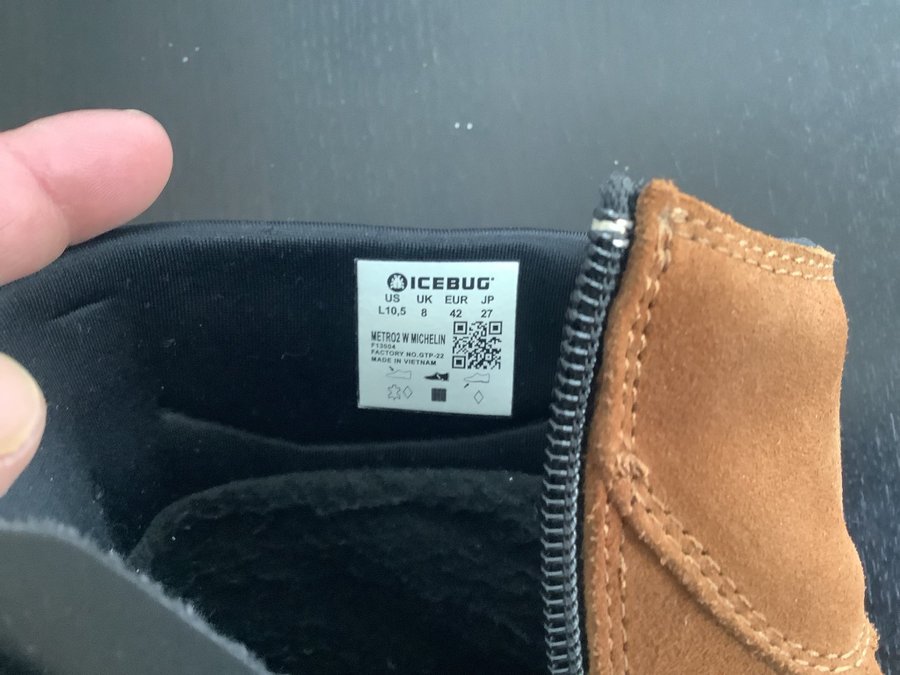 ICEBUG
US UK EUR JP
L10,5 8 42 27
METRO2 W MICHELIN
F13504
FACTORY NO.GTP-22
MADE IN VIETNAM